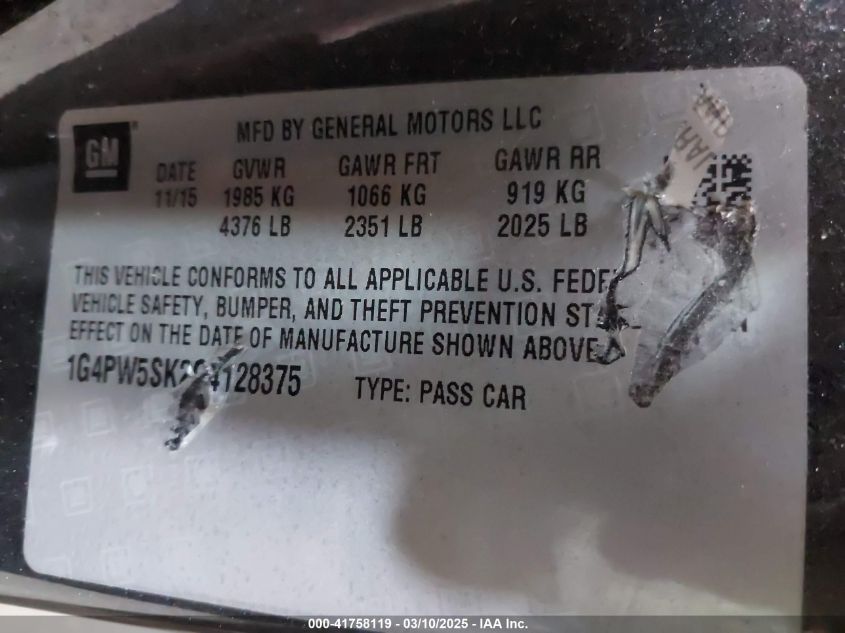 GM
MFD BY GENERAL MOTORS LLC
DATE GVWR GAWR FRT GAWR RR
11/15 1985 KG 1066 KG 919 KG
4376 LB 2351 LB 2025 LB
THIS VEHICLE CONFORMS TO ALL APPLICABLE U.S.
VEHICLE SAFETY, BUMPER, AND THEFT PREVENTION
EFFECT ON THE DATE OF MANUFACTURE SHOWN ABOVE
TYPE: PASS CAR
000-41758119 — 03/10/2025 — IAA Inc.